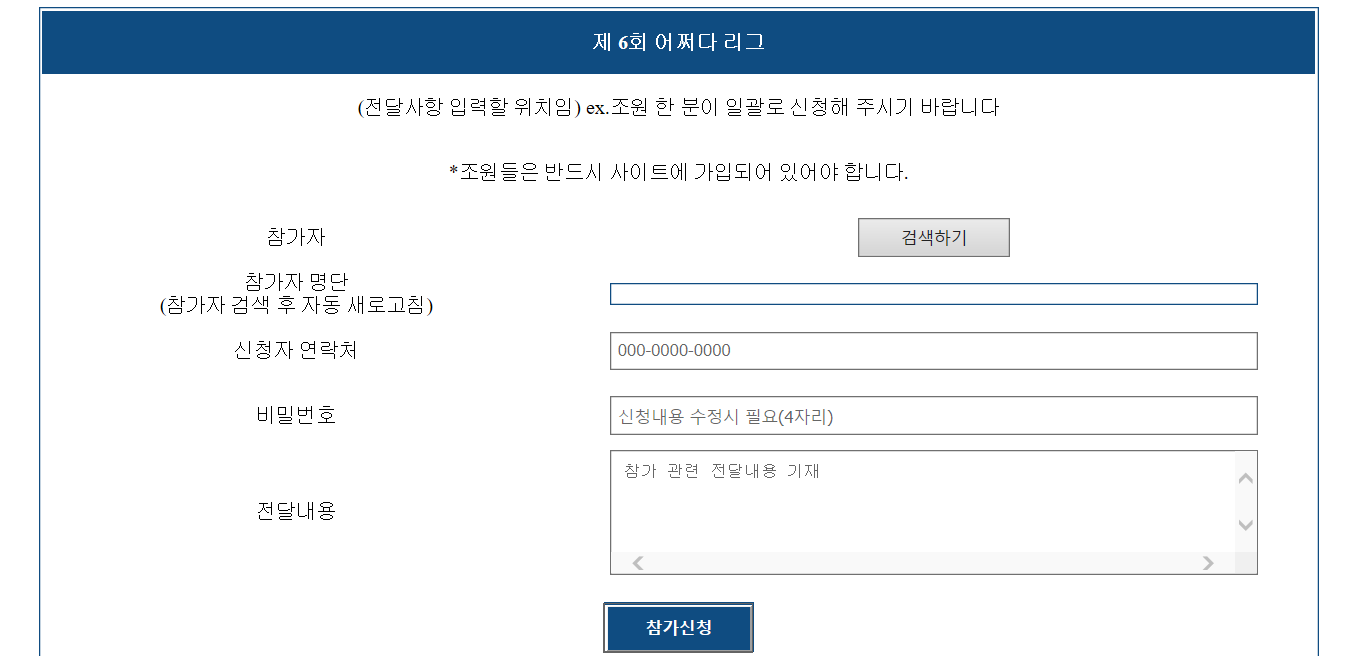 제 6회 어쩌다 리그
(전달사항 입력할 위치임) ex.조원 한 분이 일괄로 신청해 주시기 바랍니다
*조원들은 반드시 사이트에 가입되어 있어야 합니다.
참가자
검색하기
참가자 명단
(참가자 검색 후 자동 새로고침)
신청자 연락처
000-0000-0000
비밀번호
신청내용 수정시 필요(4자리)
전달내용
참가 관련 전달내용 기재
참가신청